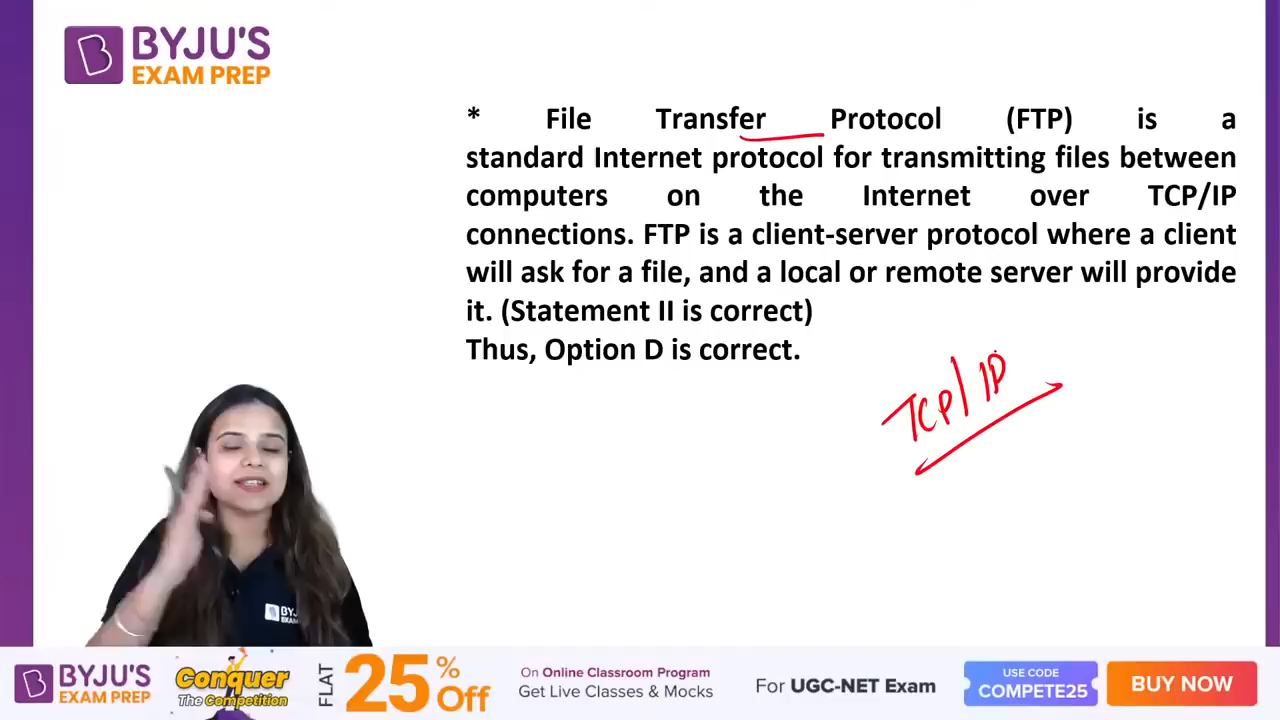 BYJU'S
EXAM PREP
* File Transfer Protocol (FTP) is a
standard Internet protocol for transmitting files between
computers on the Internet over TCP/IP
connections. FTP is a client-server protocol where a client
will ask for a file, and a local or remote server will provide
it. (Statement II is correct)
Thus, Option D is correct.
TCP/IP
BYJU
EXAM
BYJU'S
EXAM PREP
Conquer
The Competition
FLAT
25% Off
On Online Classroom Program
Get Live Classes & Mocks
For UGC-NET Exam
USE CODE
COMPETE25
BUY NOW